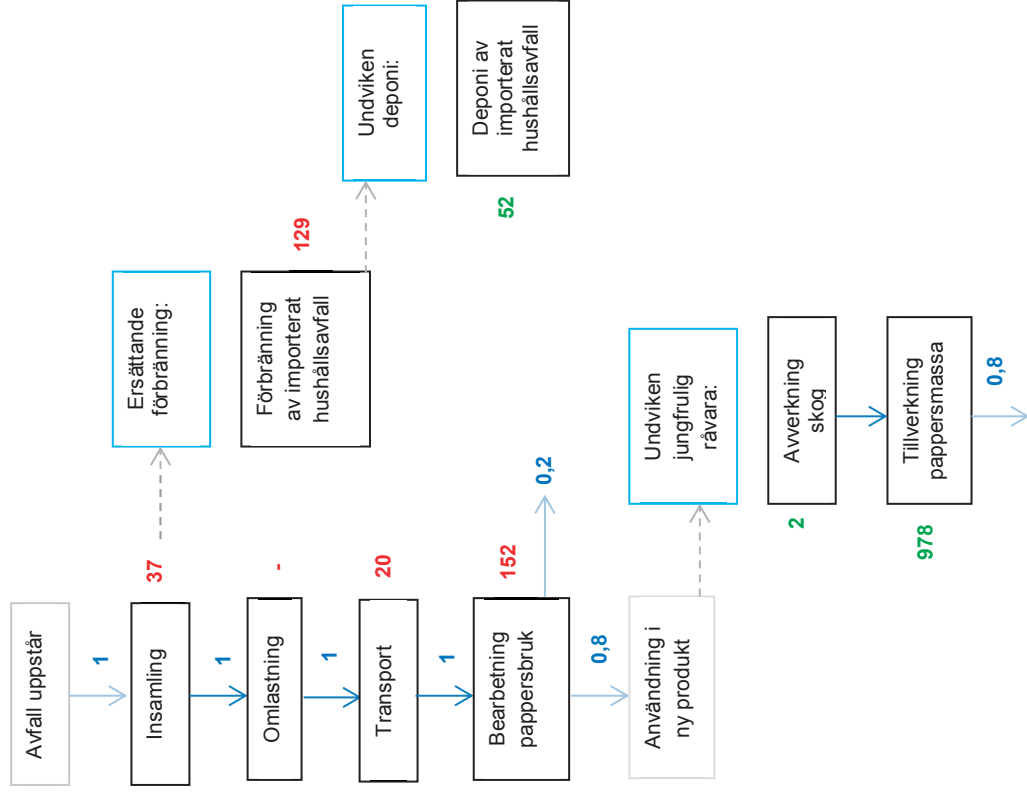 Avfall uppstår
1
Insamling
37
1
Omlastning
-
1
Transport
20
1
Bearbetning
pappersbruk
152
0,2
0,8
Användning i
ny produkt
Ersättande
förbränning:
Förbränning
av importerat
hushållsavfall
129
Undviken
deponi:
Deponi av
importerat
hushållsavfall
52
Undviken
jungfrulig
råvara:
Avverkning
skog
2
Tillverkning
pappersmassa
978
0,8